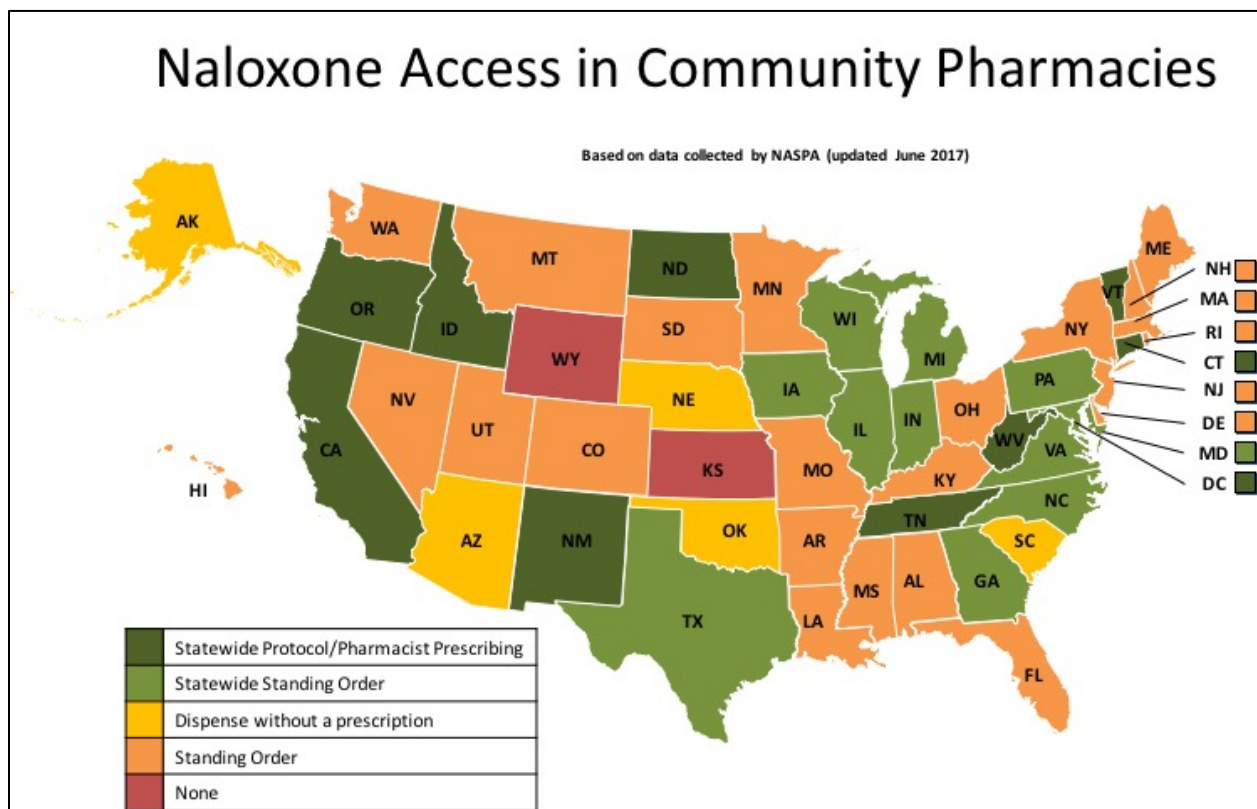 Naloxone Access in Community Pharmacies
Based on data collected by NASPA (updated June 2017)
AK
WA
MT
ND
MN
ME
NH
MA
RI
CT
NJ
DE
MD
DC
VT
NY
OR
ID
WY
SD
WI
MI
PA
NV
UT
CO
NE
IA
IL
IN
OH
WV
VA
CA
KS
MO
KY
NC
HI
AZ
NM
OK
AR
TN
SC
TX
LA
MS
AL
GA
FL
Statewide Protocol/Pharmacist Prescribing
Statewide Standing Order
Dispense without a prescription
Standing Order
None